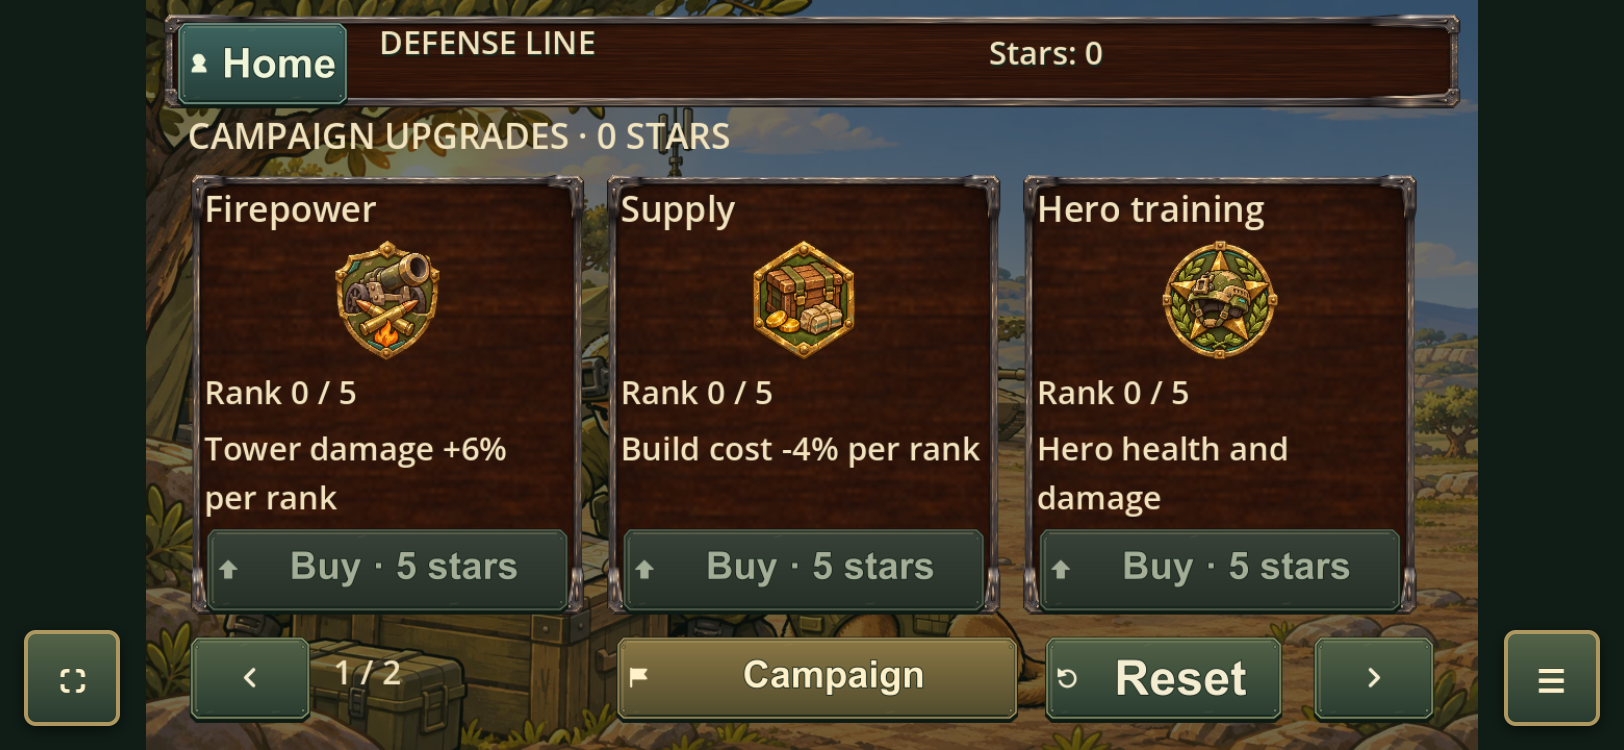 Home
DEFENSE LINE
Stars: 0
CAMPAIGN UPGRADES · 0 STARS
Firepower
Rank 0 / 5
Tower damage +6%
per rank
Buy · 5 stars
Supply
Rank 0 / 5
Build cost -4% per rank
Buy · 5 stars
Hero training
Rank 0 / 5
Hero health and
damage
Buy · 5 stars
1 / 2
Campaign
Reset